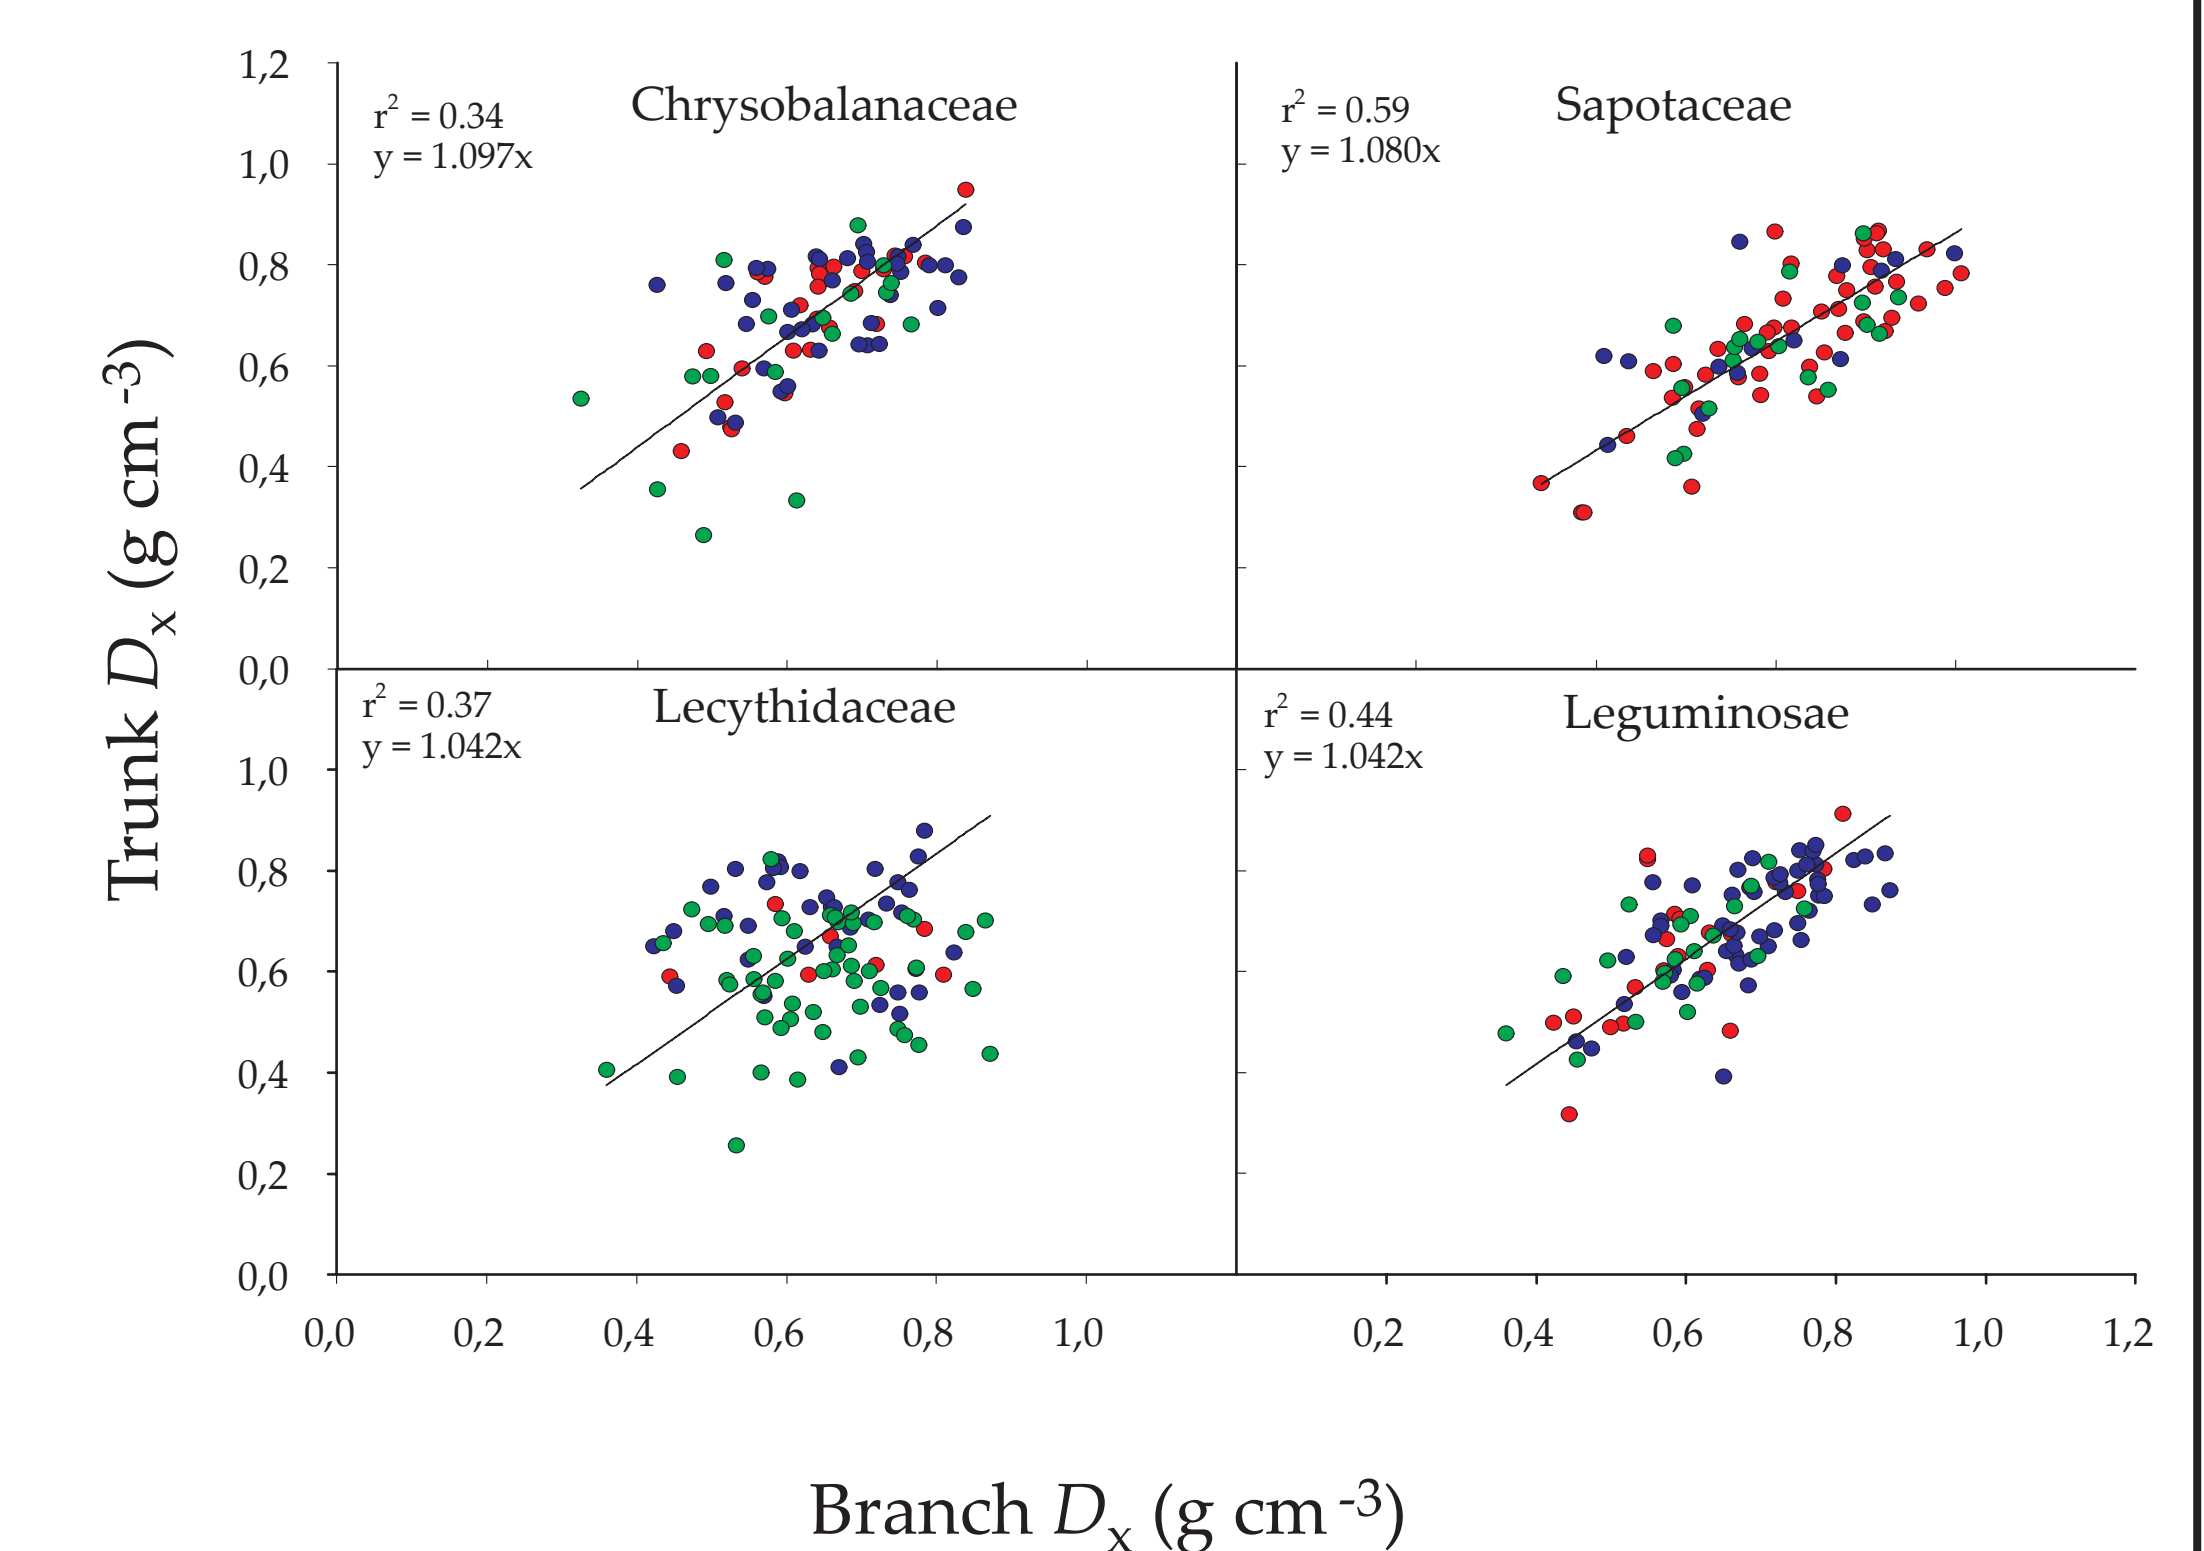 1,2
r² = 0.34
y = 1.097x
Chrysobalanaceae
r² = 0.59
y = 1.080x
Sapotaceae
1,0
0,8
0,6
0,4
0,2
0,0
r² = 0.37
y = 1.042x
Lecythidaceae
r² = 0.44
y = 1.042x
Leguminosae
1,0
0,8
0,6
0,4
0,2
0,0
Trunk Dx (g cm -3)
0,0 0,2 0,4 0,6 0,8 1,0 0,2 0,4 0,6 0,8 1,0 1,2
Branch Dx (g cm -3)